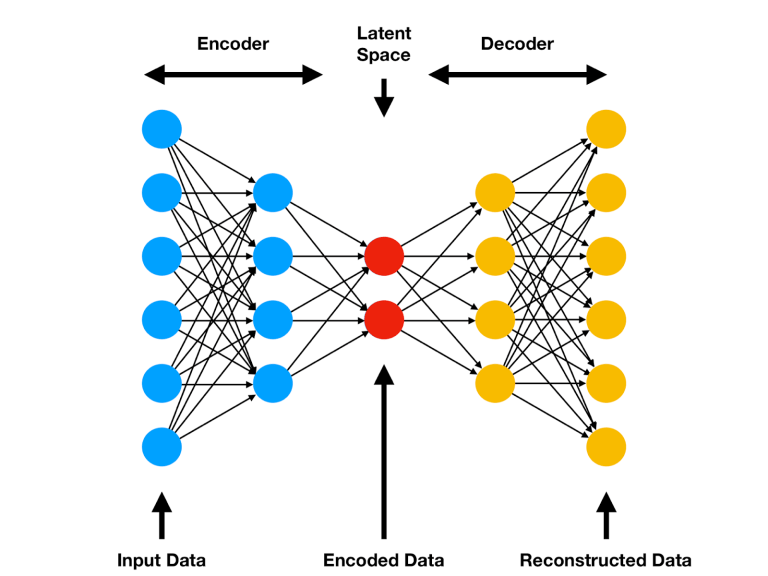 Encoder
Latent
Space
Decoder
Input Data
Encoded Data
Reconstructed Data